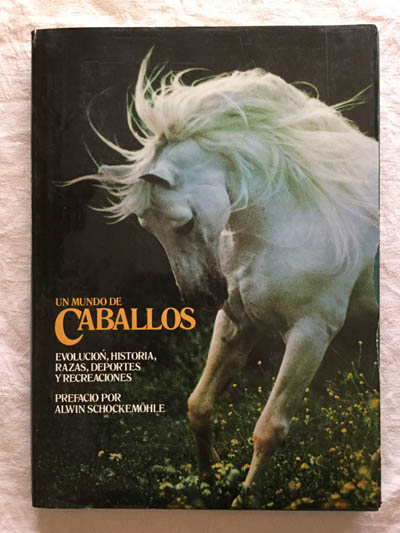 UN MUNDO DE
CABALLOS
EVOLUCIÓN, HISTORIA,
RAZAS, DEPORTES
Y RECREACIONES
PREFACIO POR
ALWIN SCHOCKEMÖHLE